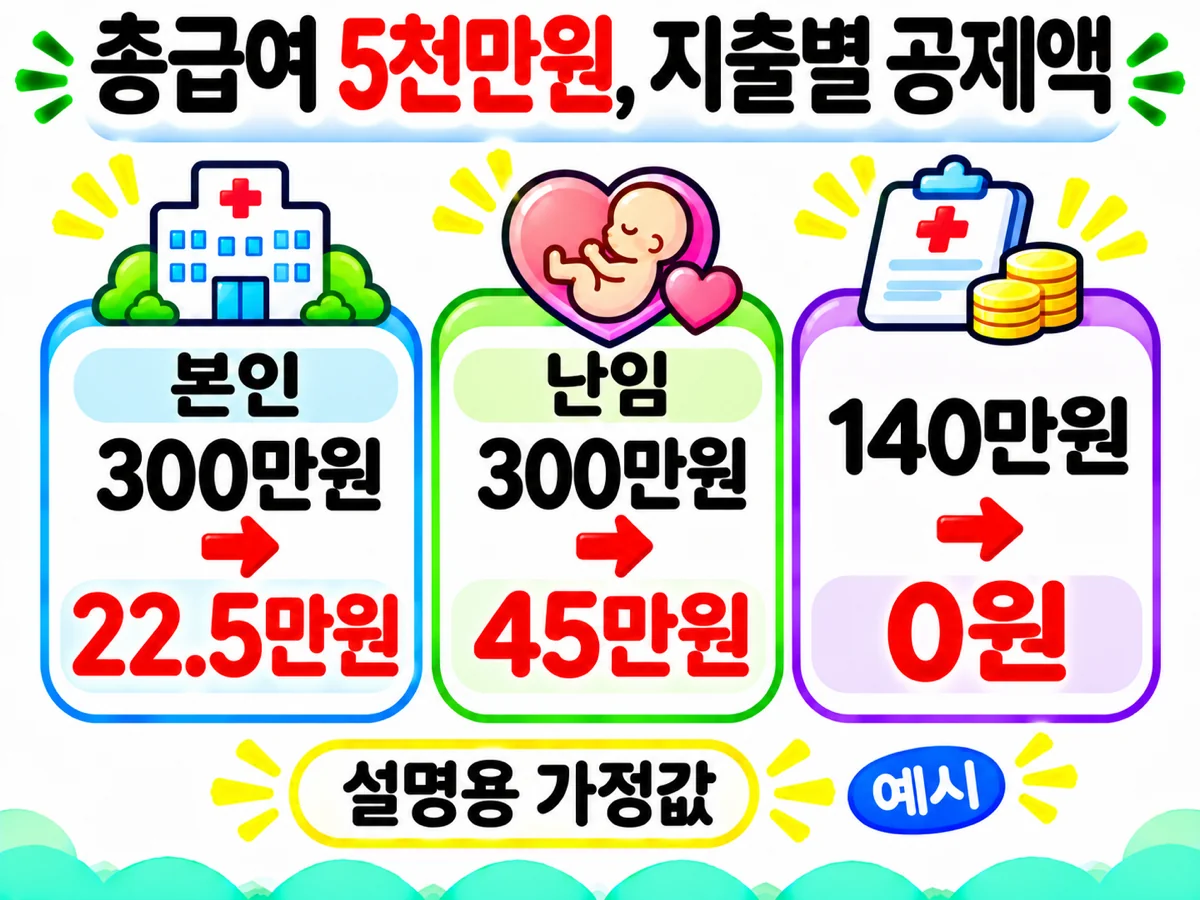 총급여 5천만원, 지출별 공제액
본인
300만원
22.5만원
난임
300만원
45만원
140만원
0원
설명용 가정값
예시